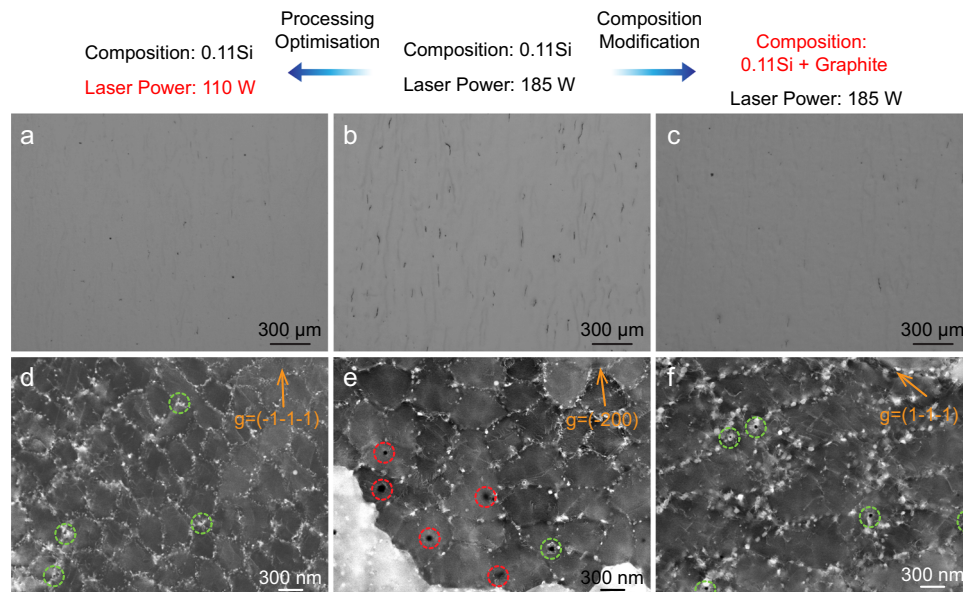 Processing
Optimisation
Composition: 0.11Si
Laser Power: 110 W
Composition: 0.11Si
Laser Power: 185 W
Composition
Modification
Composition:
0.11Si + Graphite
Laser Power: 185 W
a
300 µm
b
300 µm
c
300 µm
d
g=(-1-1-1)
300 nm
e
g=(-200)
300 nm
f
g=(1-1-1)
300 nm